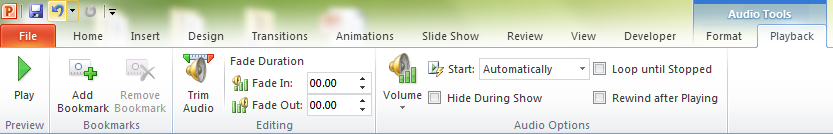 P
Audio Tools
File Home Insert Design Transitions Animations Slide Show Review View Developer Format Playback
Play
Preview
Add Bookmark
Remove Bookmark
Bookmarks
Trim Audio
Fade Duration
Fade In: 00.00
Fade Out: 00.00
Editing
Volume
Start: Automatically
Hide During Show
Loop until Stopped
Rewind after Playing
Audio Options